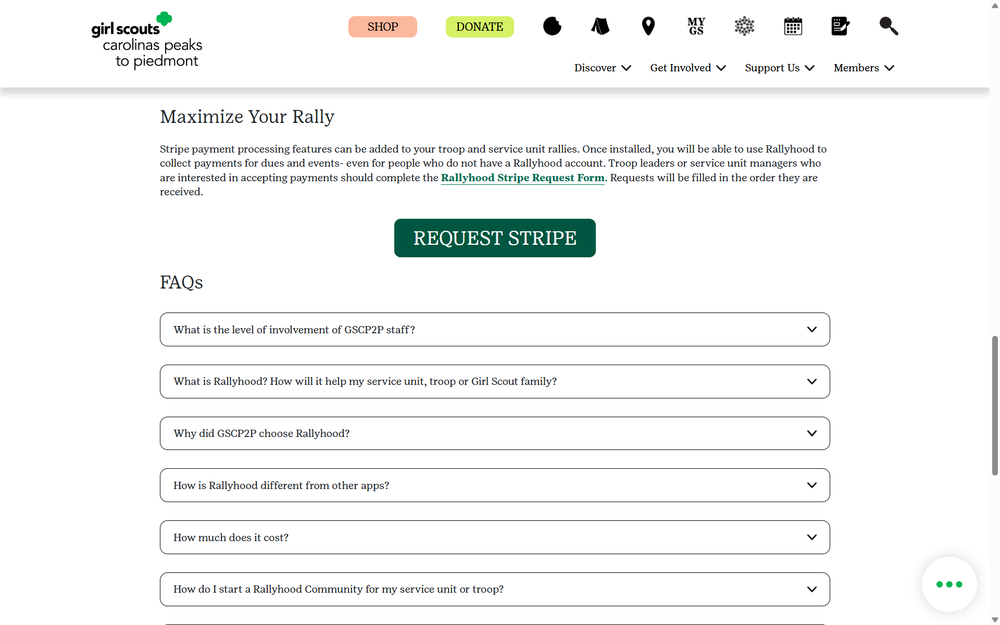 girl scouts
carolinas peaks
to piedmont
SHOP
DONATE
MY
GS
Discover
Get Involved
Support Us
Members
Maximize Your Rally
Stripe payment processing features can be added to your troop and service unit rallies. Once installed, you will be able to use Rallyhood to
collect payments for dues and events- even for people who do not have a Rallyhood account. Troop leaders or service unit managers who
are interested in accepting payments should complete the Rallyhood Stripe Request Form. Requests will be filled in the order they are
received.
REQUEST STRIPE
FAQs
What is the level of involvement of GSCP2P staff?
What is Rallyhood? How will it help my service unit, troop or Girl Scout family?
Why did GSCP2P choose Rallyhood?
How is Rallyhood different from other apps?
How much does it cost?
How do I start a Rallyhood Community for my service unit or troop?